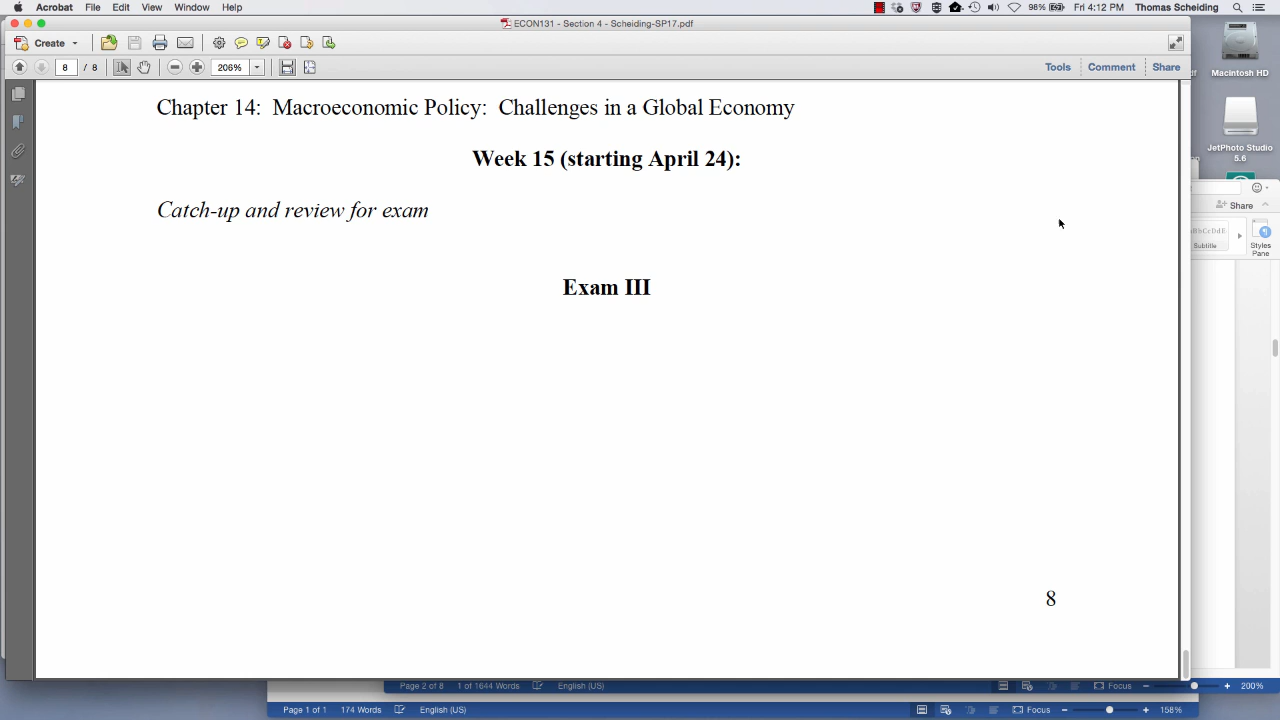 Acrobat File Edit View Window Help
98% Fri 4:12 PM Thomas Scheiding
ECON131 - Section 4 - Scheiding-SP17.pdf
Create
8 / 8 206% Tools Comment Share
Macintosh HD
JetPhoto Studio
5.6
Share
Subtitle
Styles
Pane
Chapter 14: Macroeconomic Policy: Challenges in a Global Economy
Week 15 (starting April 24):
Catch-up and review for exam
Exam III
8
Page 2 of 8 1 of 1644 Words English (US) Focus 200%
Page 1 of 1 174 Words English (US) Focus 158%